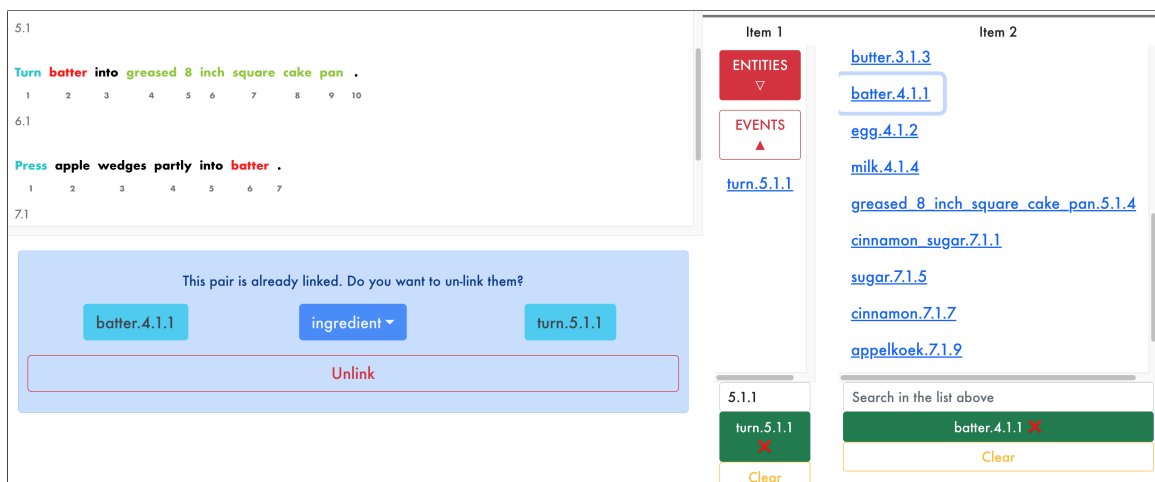 5.1
Turn batter into greased 8 inch square cake pan .
1 2 3 4 5 6 7 8 9 10
6.1
Press apple wedges partly into batter .
1 2 3 4 5 6 7
7.1
This pair is already linked. Do you want to un-link them?
batter.4.1.1 ingredient turn.5.1.1
Unlink
Item 1
ENTITIES
▽
EVENTS
▲
turn.5.1.1
5.1.1
turn.5.1.1
❌
Clear
Item 2
butter.3.1.3
batter.4.1.1
egg.4.1.2
milk.4.1.4
greased_8_inch_square_cake_pan.5.1.4
cinnamon_sugar.7.1.1
sugar.7.1.5
cinnamon.7.1.7
appelkoek.7.1.9
Search in the list above
batter.4.1.1 ❌
Clear